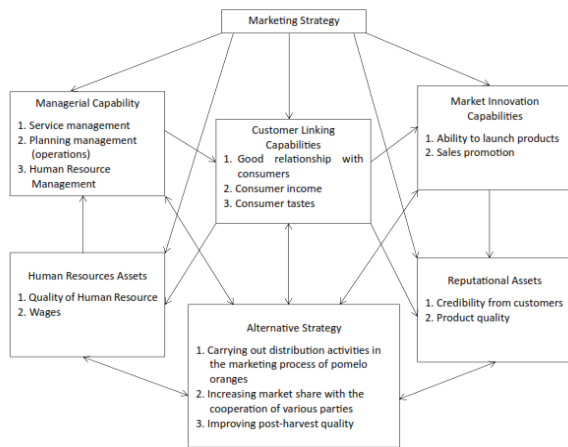 Marketing Strategy
Managerial Capability
1. Service management
2. Planning management
(operations)
3. Human Resource
Management
Customer Linking
Capabilities
1. Good relationship with
consumers
2. Consumer income
3. Consumer tastes
Market Innovation
Capabilities
1. Ability to launch products
2. Sales promotion
Human Resources Assets
1. Quality of Human Resource
2. Wages
Alternative Strategy
1. Carrying out distribution activities in
the marketing process of pomelo
oranges
2. Increasing market share with the
cooperation of various parties
3. Improving post-harvest quality
Reputational Assets
1. Credibility from customers
2. Product quality